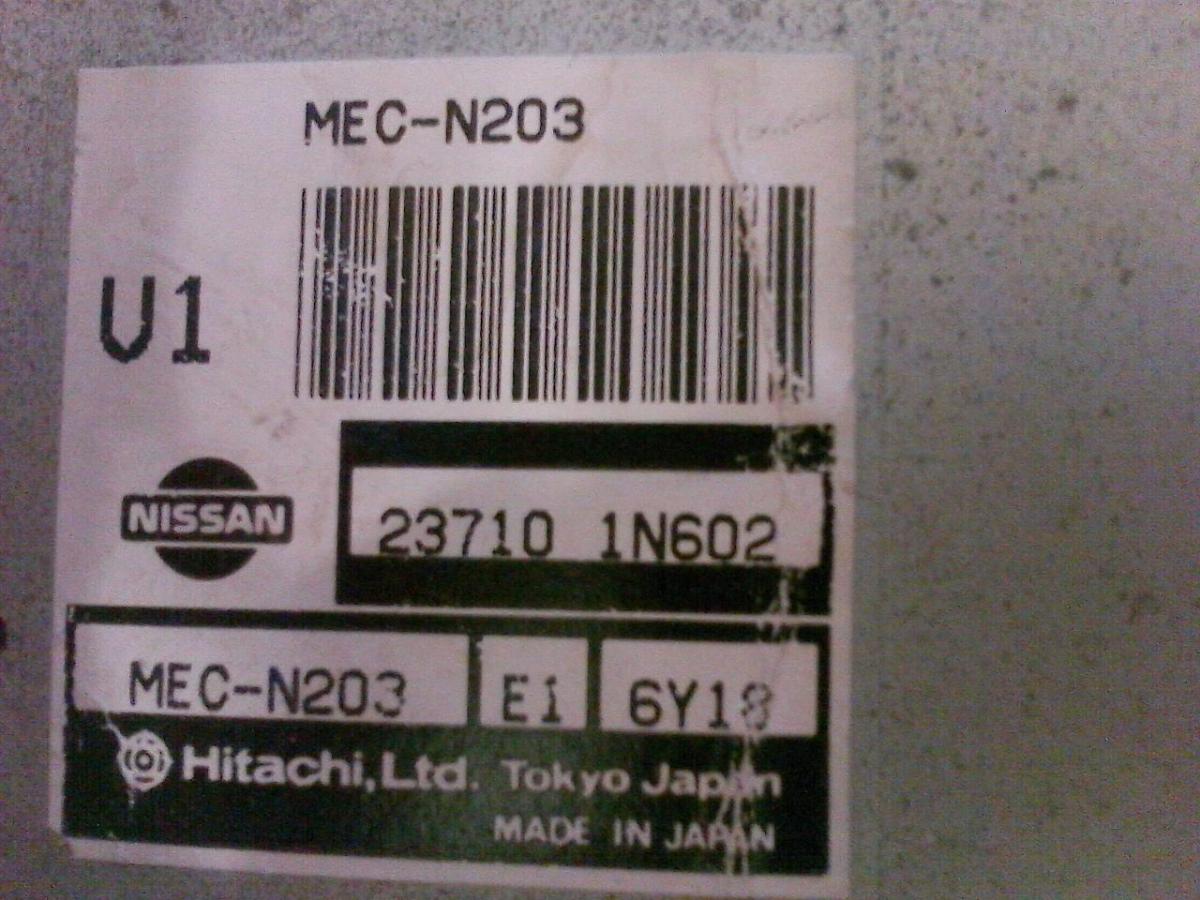 MEC-N203
V1
NISSAN
23710 1N602
MEC-N203 E1 6Y18
Hitachi, Ltd. Tokyo Japan
MADE IN JAPAN